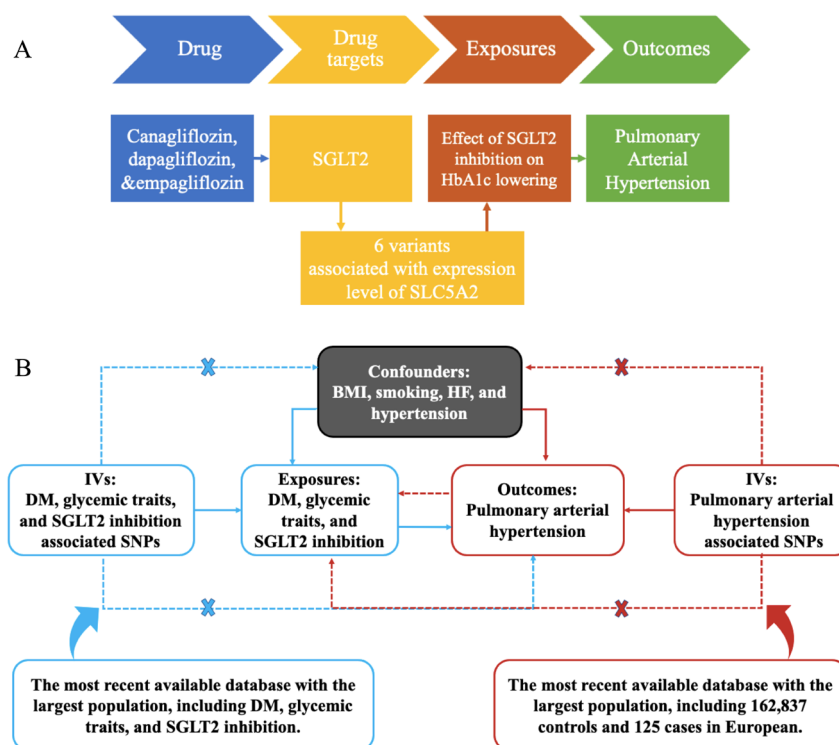 A
Drug
Drug
targets
Exposures
Outcomes
Canagliflozin,
dapagliflozin,
&empagliflozin
SGLT2
Effect of SGLT2
inhibition on
HbA1c lowering
Pulmonary
Arterial
Hypertension
6 variants
associated with expression
level of SLC5A2
B
Confounders:
BMI, smoking, HF, and
hypertension
IVs:
DM, glycemic traits,
and SGLT2 inhibition
associated SNPs
Exposures:
DM, glycemic
traits, and
SGLT2 inhibition
Outcomes:
Pulmonary arterial
hypertension
IVs:
Pulmonary arterial
hypertension
associated SNPs
The most recent available database with the
largest population, including DM, glycemic
traits, and SGLT2 inhibition.
The most recent available database with the
largest population, including 162,837
controls and 125 cases in European.